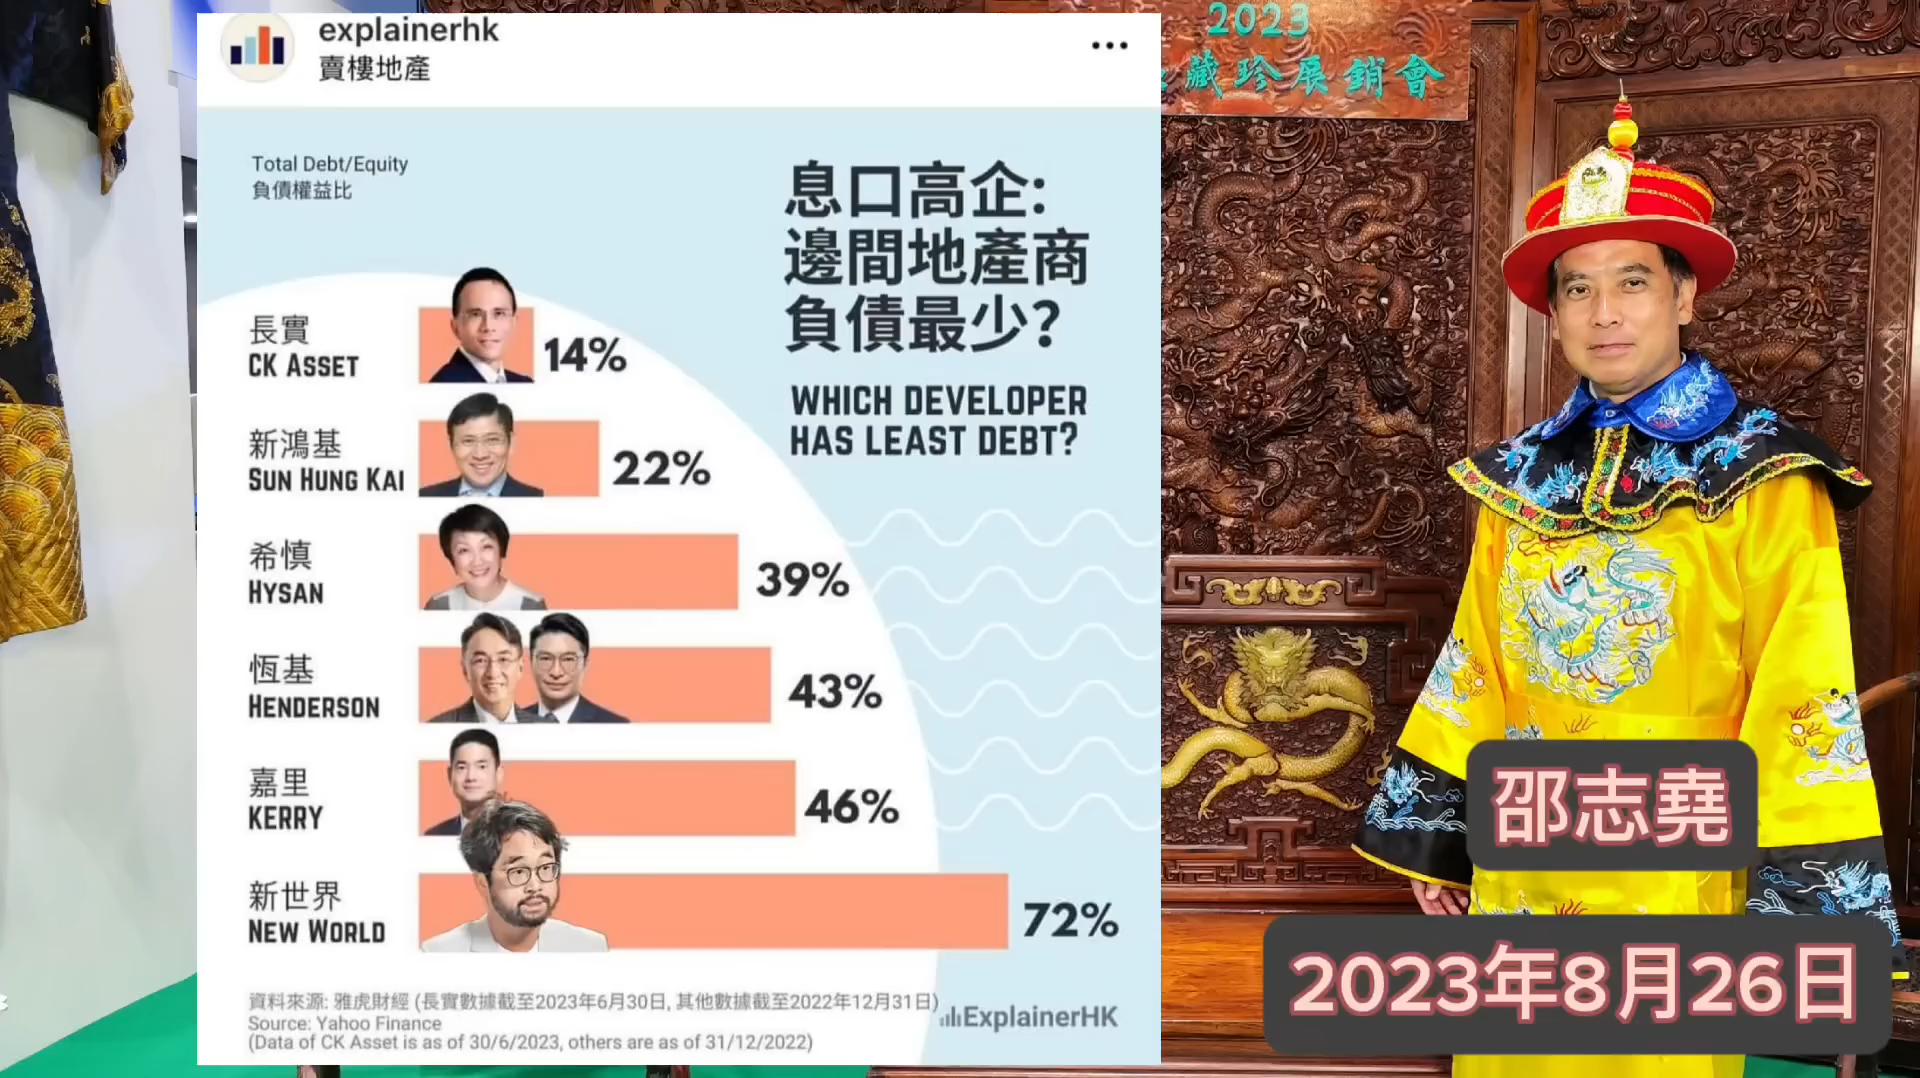 explainerhk
賣樓地產
Total Debt/Equity
負債權益比
息口高企:
邊間地產商
負債最少?
WHICH DEVELOPER
HAS LEAST DEBT?
長實
CK ASSET
14%
新鴻基
SUN HUNG KAI
22%
希慎
HYSAN
39%
恆基
HENDERSON
43%
嘉里
KERRY
46%
新世界
NEW WORLD
72%
資料來源: 雅虎財經 (長實數據截至2023年6月30日, 其他數據截至2022年12月31日)
Source: Yahoo Finance
(Data of CK Asset is as of 30/6/2023, others are as of 31/12/2022)
ExplainerHK
2023
藏珍展銷會
邵志堯
2023年8月26日